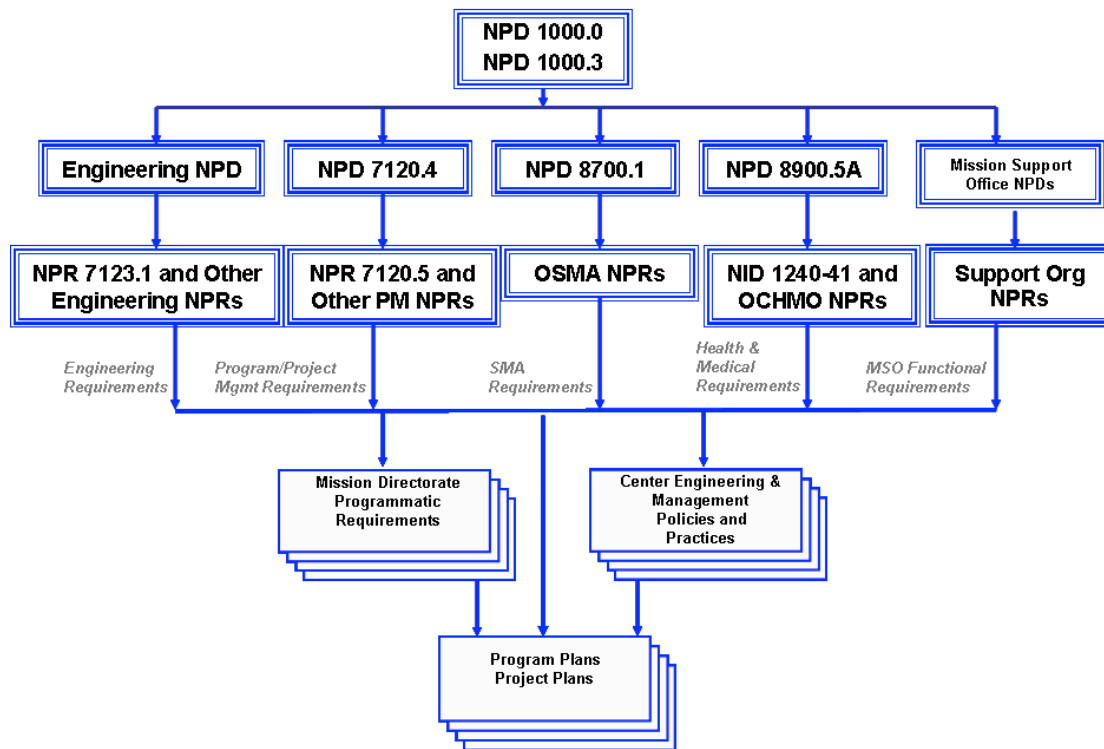 NPD 1000.0
NPD 1000.3
Engineering NPD
NPD 7120.4
NPD 8700.1
NPD 8900.5A
Mission Support
Office NPDs
NPR 7123.1 and Other
Engineering NPRs
NPR 7120.5 and
Other PM NPRs
OSMA NPRs
NID 1240-41 and
OCHMO NPRs
Support Org
NPRs
Engineering
Requirements
Program/Project
Mgmt Requirements
SMA
Requirements
Health &
Medical
Requirements
MSO Functional
Requirements
Mission Directorate
Programmatic
Requirements
Center Engineering &
Management
Policies and
Practices
Program Plans
Project Plans